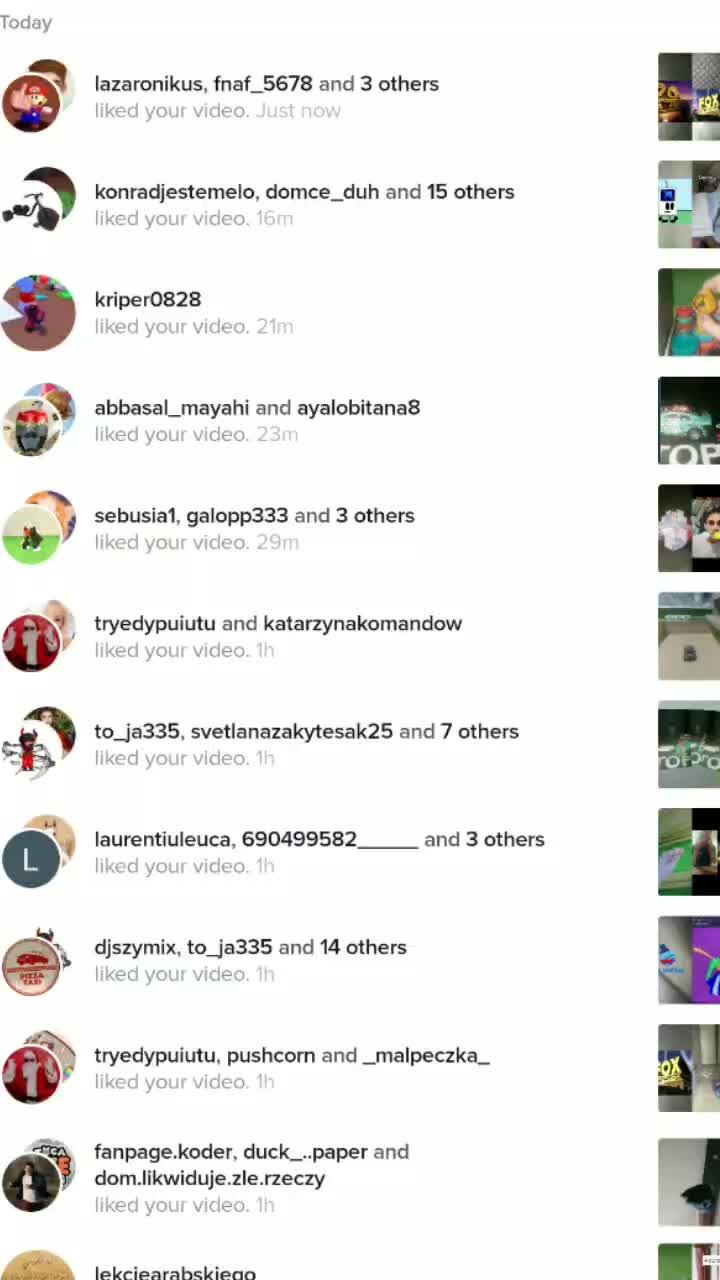 Today
lazaronikus, fnaf_5678 and 3 others
liked your video. Just now
konradjestemelo, domce_duh and 15 others
liked your video. 16m
kriper0828
liked your video. 21m
abbasal_mayahi and ayalobitana8
liked your video. 23m
sebusia1, galopp333 and 3 others
liked your video. 29m
tryedypuiutu and katarzynakomandow
liked your video. 1h
to_ja335, svetlanazakytesak25 and 7 others
liked your video. 1h
L
laurentiuleuca, 690499582_____ and 3 others
liked your video. 1h
djszymix, to_ja335 and 14 others
liked your video. 1h
PIZZA
TAXI
tryedypuiutu, pushcorn and _malpeczka_
liked your video. 1h
FOX
fanpage.koder, duck_..paper and
dom.likwiduje.zle.rzeczy
liked your video. 1h
lekcjearabskiego